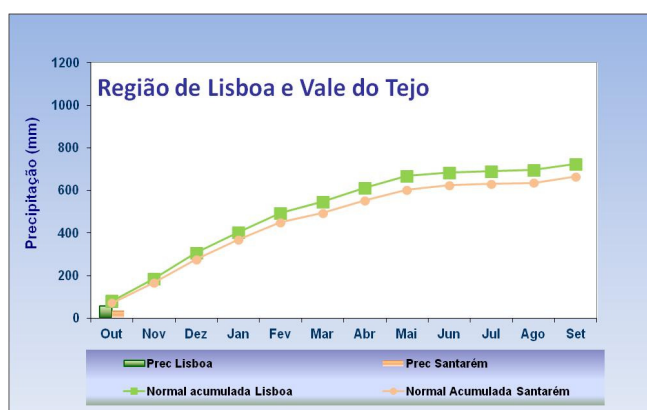 Região de Lisboa e Vale do Tejo
Precipitação (mm)
1200
1000
800
600
400
200
0
Out Nov Dez Jan Fev Mar Abr Mai Jun Jul Ago Set
Prec Lisboa Prec Santarém
Normal acumulada Lisboa Normal Acumulada Santarém